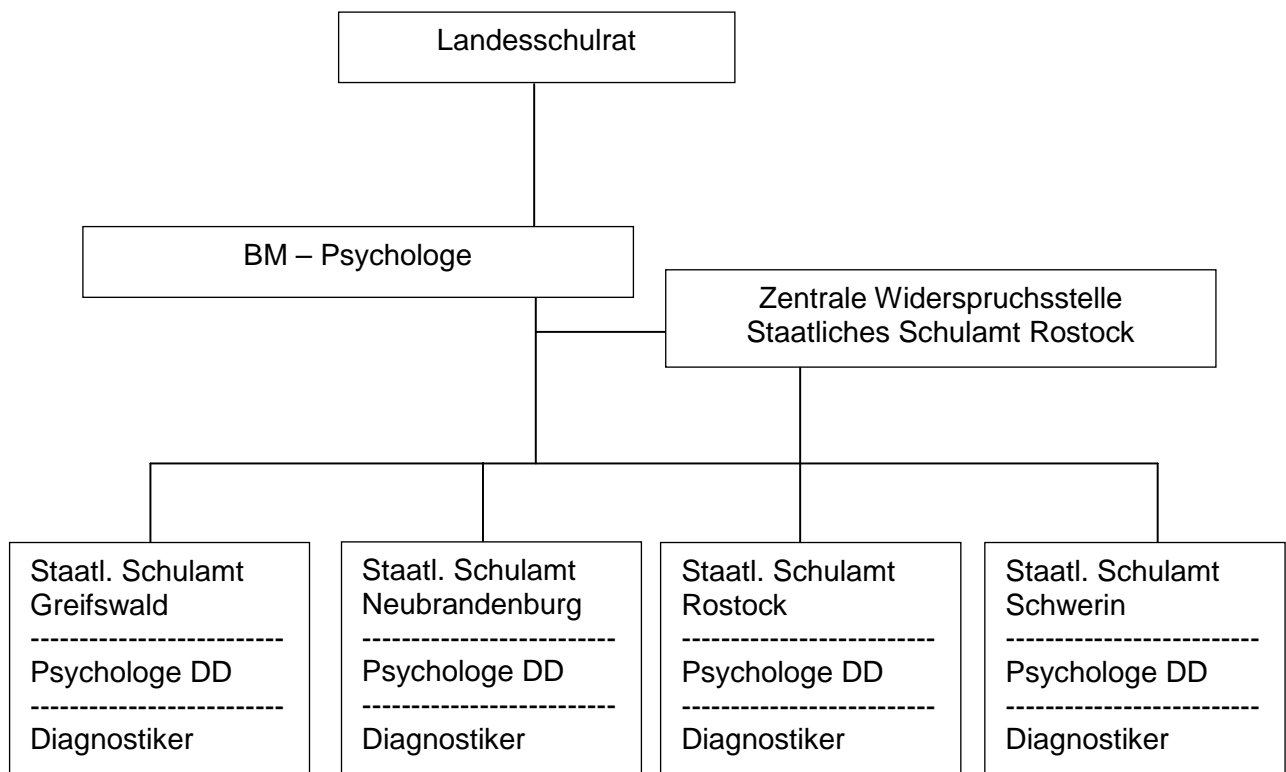 Landesschulrat
BM – Psychologe
Zentrale Widerspruchsstelle
Staatliches Schulamt Rostock
Staatl. Schulamt
Greifswald
--------------------------
Psychologe DD
--------------------------
Diagnostiker
Staatl. Schulamt
Neubrandenburg
--------------------------
Psychologe DD
--------------------------
Diagnostiker
Staatl. Schulamt
Rostock
--------------------------
Psychologe DD
--------------------------
Diagnostiker
Staatl. Schulamt
Schwerin
--------------------------
Psychologe DD
--------------------------
Diagnostiker